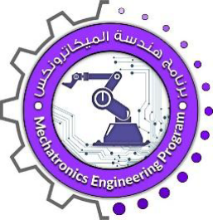 برنامج هندسة الميكاترونكس
Mechatronics Engineering Program